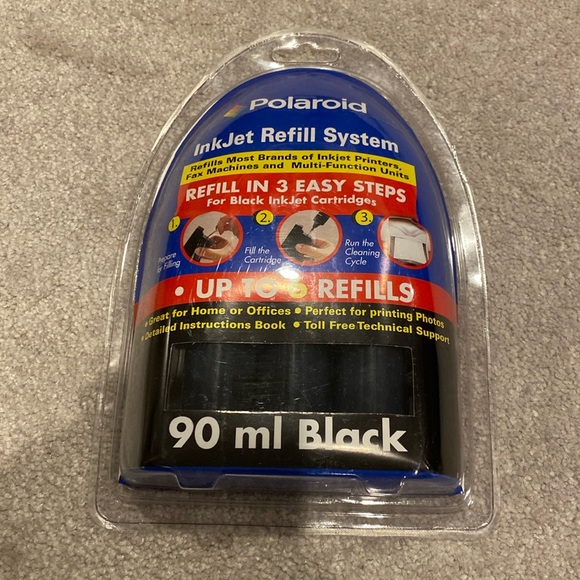 Polaroid
InkJet Refill System
Refills Most Brands of Inkjet Printers,
Fax Machines and Multi-Function Units
REFILL IN 3 EASY STEPS
For Black InkJet Cartridges
1.
2.
3.
Prepare
for Filling
Fill the
Cartridge
Run the
Cleaning
Cycle
• UP TO REFILLS
• Great for Home or Offices • Perfect for printing Photos
• Detailed Instructions Book • Toll Free Technical Support
90 ml Black